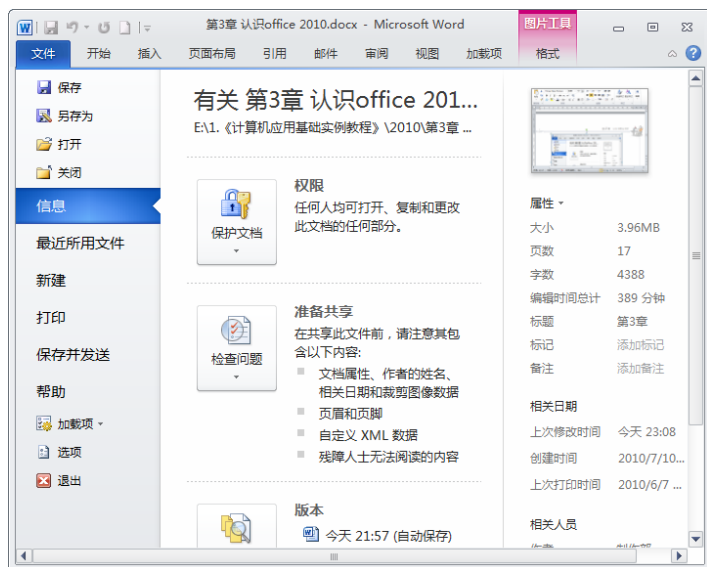 第3章 认识office 2010.docx - Microsoft Word
图片工具
文件 开始 插入 页面布局 引用 邮件 审阅 视图 加载项 格式
保存
另存为
打开
关闭
信息
最近所用文件
新建
打印
保存并发送
帮助
加载项
选项
退出
有关 第3章 认识office 201...
E:\1.《计算机应用基础实例教程》\2010\第3章 ...
保护文档
权限
任何人均可打开、复制和更改
此文档的任何部分。
检查问题
准备共享
在共享此文件前，请注意其包
含以下内容:
文档属性、作者的姓名、
相关日期和裁剪图像数据
页眉和页脚
自定义 XML 数据
残障人士无法阅读的内容
版本
今天 21:57 (自动保存)
属性
大小 3.96MB
页数 17
字数 4388
编辑时间总计 389 分钟
标题 第3章
标记 添加标记
备注 添加备注
相关日期
上次修改时间 今天 23:08
创建时间 2010/7/10...
上次打印时间 2010/6/7 ...
相关人员